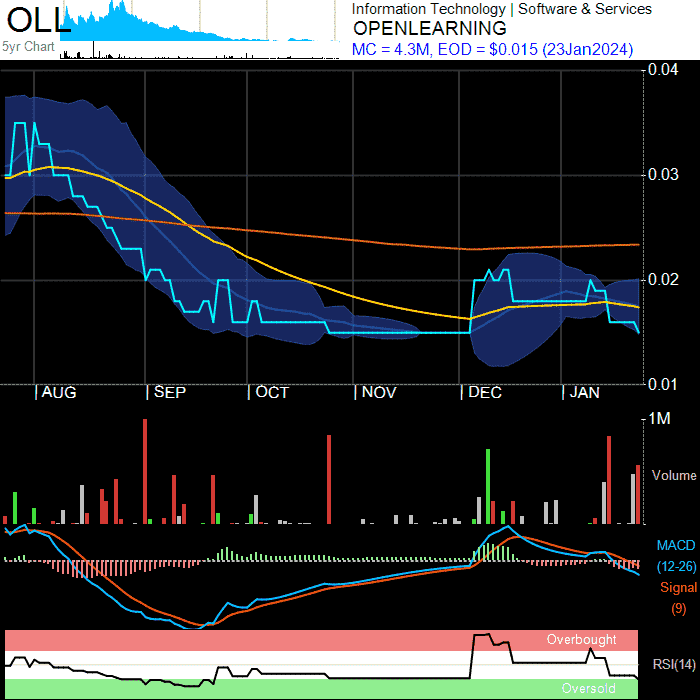 OLL
5yr Chart
Information Technology | Software & Services
OPENLEARNING
MC = 4.3M, EOD = $0.015 (23Jan2024)
0.04
0.03
0.02
0.01
| AUG | SEP | OCT | NOV | DEC | JAN
1M
Volume
MACD
(12-26)
Signal
(9)
Overbought
RSI(14)
Oversold